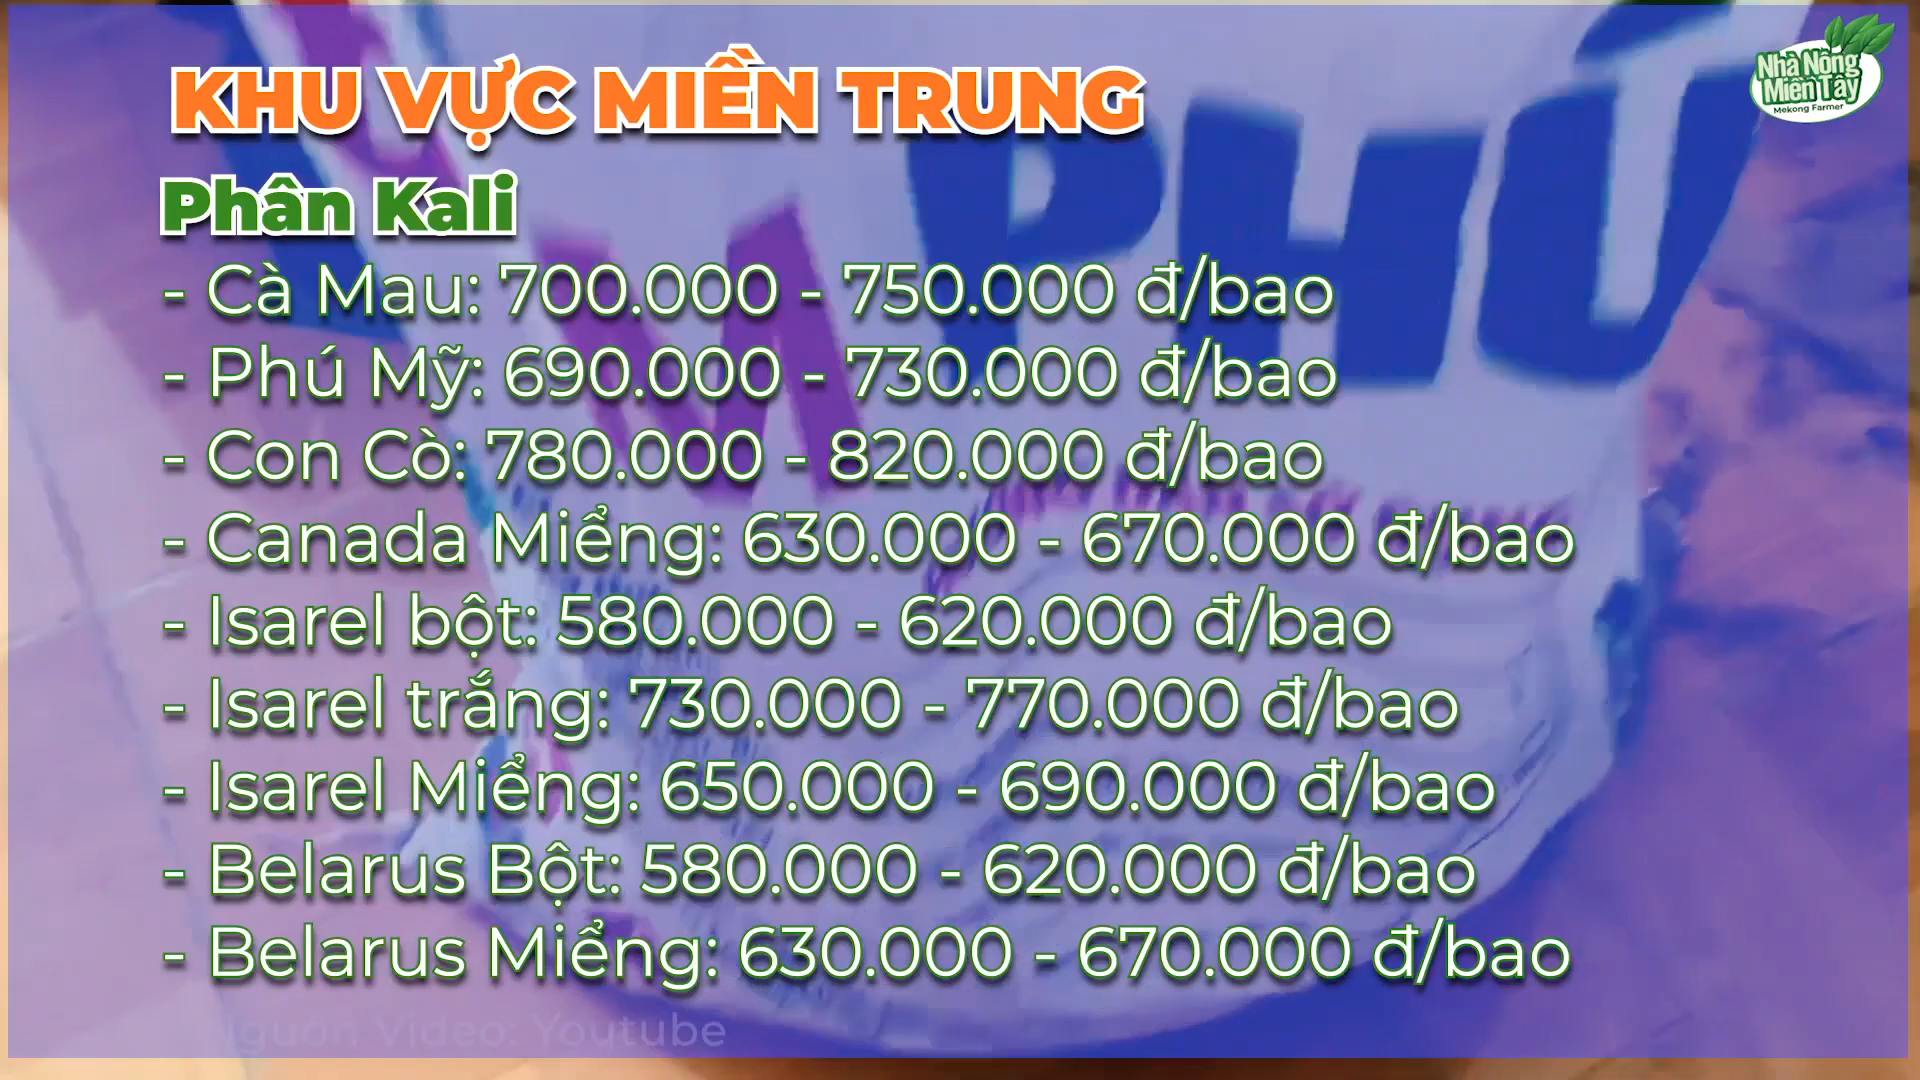 KHU VỰC MIỀN TRUNG
Nhà Nông
Miền Tây
Mekong Farmer
PHÚ
M
Phân Kali
- Cà Mau: 700.000 - 750.000 đ/bao
- Phú Mỹ: 690.000 - 730.000 đ/bao
- Con Cò: 780.000 - 820.000 đ/bao
- Canada Miểng: 630.000 - 670.000 đ/bao
- Isarel bột: 580.000 - 620.000 đ/bao
- Isarel trắng: 730.000 - 770.000 đ/bao
- Isarel Miểng: 650.000 - 690.000 đ/bao
- Belarus Bột: 580.000 - 620.000 đ/bao
- Belarus Miểng: 630.000 - 670.000 đ/bao
Nguồn Video: Youtube